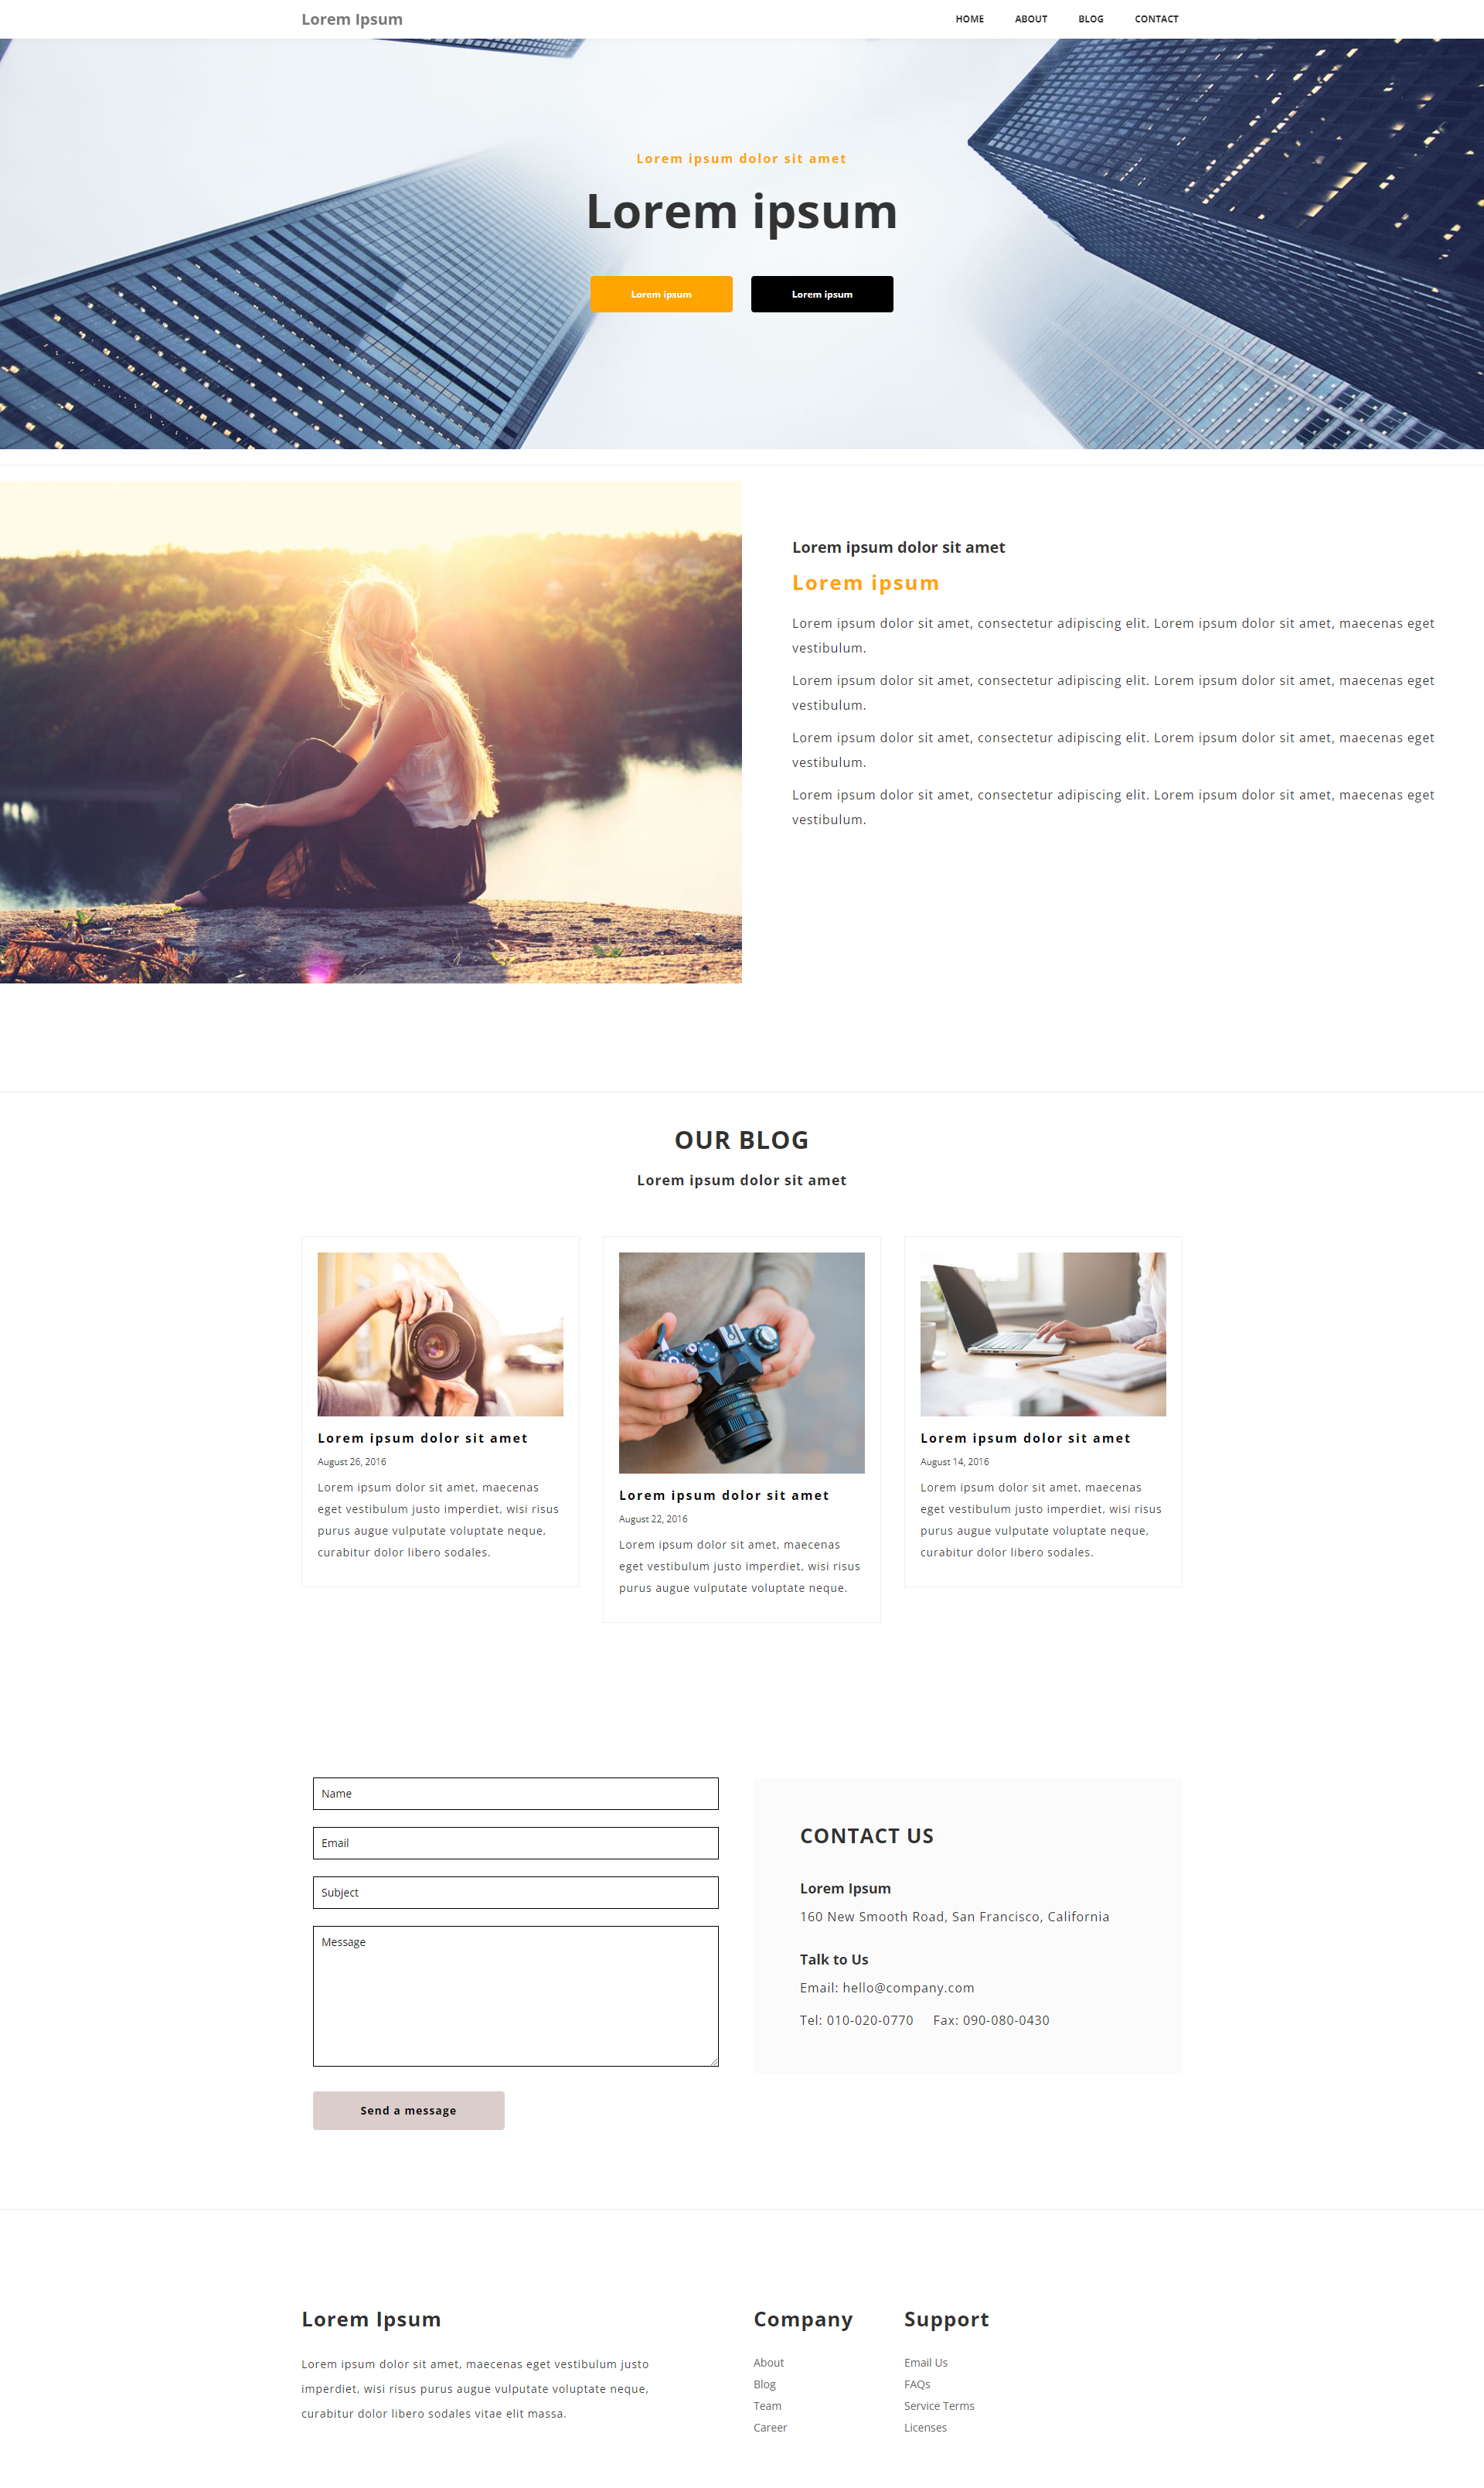 Lorem Ipsum
HOME ABOUT BLOG CONTACT
Lorem ipsum dolor sit amet
Lorem ipsum
Lorem ipsum Lorem ipsum
Lorem ipsum dolor sit amet
Lorem ipsum
Lorem ipsum dolor sit amet, consectetur adipiscing elit. Lorem ipsum dolor sit amet, maecenas eget
vestibulum.
Lorem ipsum dolor sit amet, consectetur adipiscing elit. Lorem ipsum dolor sit amet, maecenas eget
vestibulum.
Lorem ipsum dolor sit amet, consectetur adipiscing elit. Lorem ipsum dolor sit amet, maecenas eget
vestibulum.
Lorem ipsum dolor sit amet, consectetur adipiscing elit. Lorem ipsum dolor sit amet, maecenas eget
vestibulum.
OUR BLOG
Lorem ipsum dolor sit amet
Lorem ipsum dolor sit amet
August 26, 2016
Lorem ipsum dolor sit amet, maecenas
eget vestibulum justo imperdiet, wisi risus
purus augue vulputate voluptate neque,
curabitur dolor libero sodales.
Lorem ipsum dolor sit amet
August 22, 2016
Lorem ipsum dolor sit amet, maecenas
eget vestibulum justo imperdiet, wisi risus
purus augue vulputate voluptate neque.
Lorem ipsum dolor sit amet
August 14, 2016
Lorem ipsum dolor sit amet, maecenas
eget vestibulum justo imperdiet, wisi risus
purus augue vulputate voluptate neque,
curabitur dolor libero sodales.
Name
Email
Subject
Message
Send a message
CONTACT US
Lorem Ipsum
160 New Smooth Road, San Francisco, California
Talk to Us
Email: hello@company.com
Tel: 010-020-0770 Fax: 090-080-0430
Lorem Ipsum
Lorem ipsum dolor sit amet, maecenas eget vestibulum justo
imperdiet, wisi risus purus augue vulputate voluptate neque,
curabitur dolor libero sodales vitae elit massa.
Company
About
Blog
Team
Career
Support
Email Us
FAQs
Service Terms
Licenses